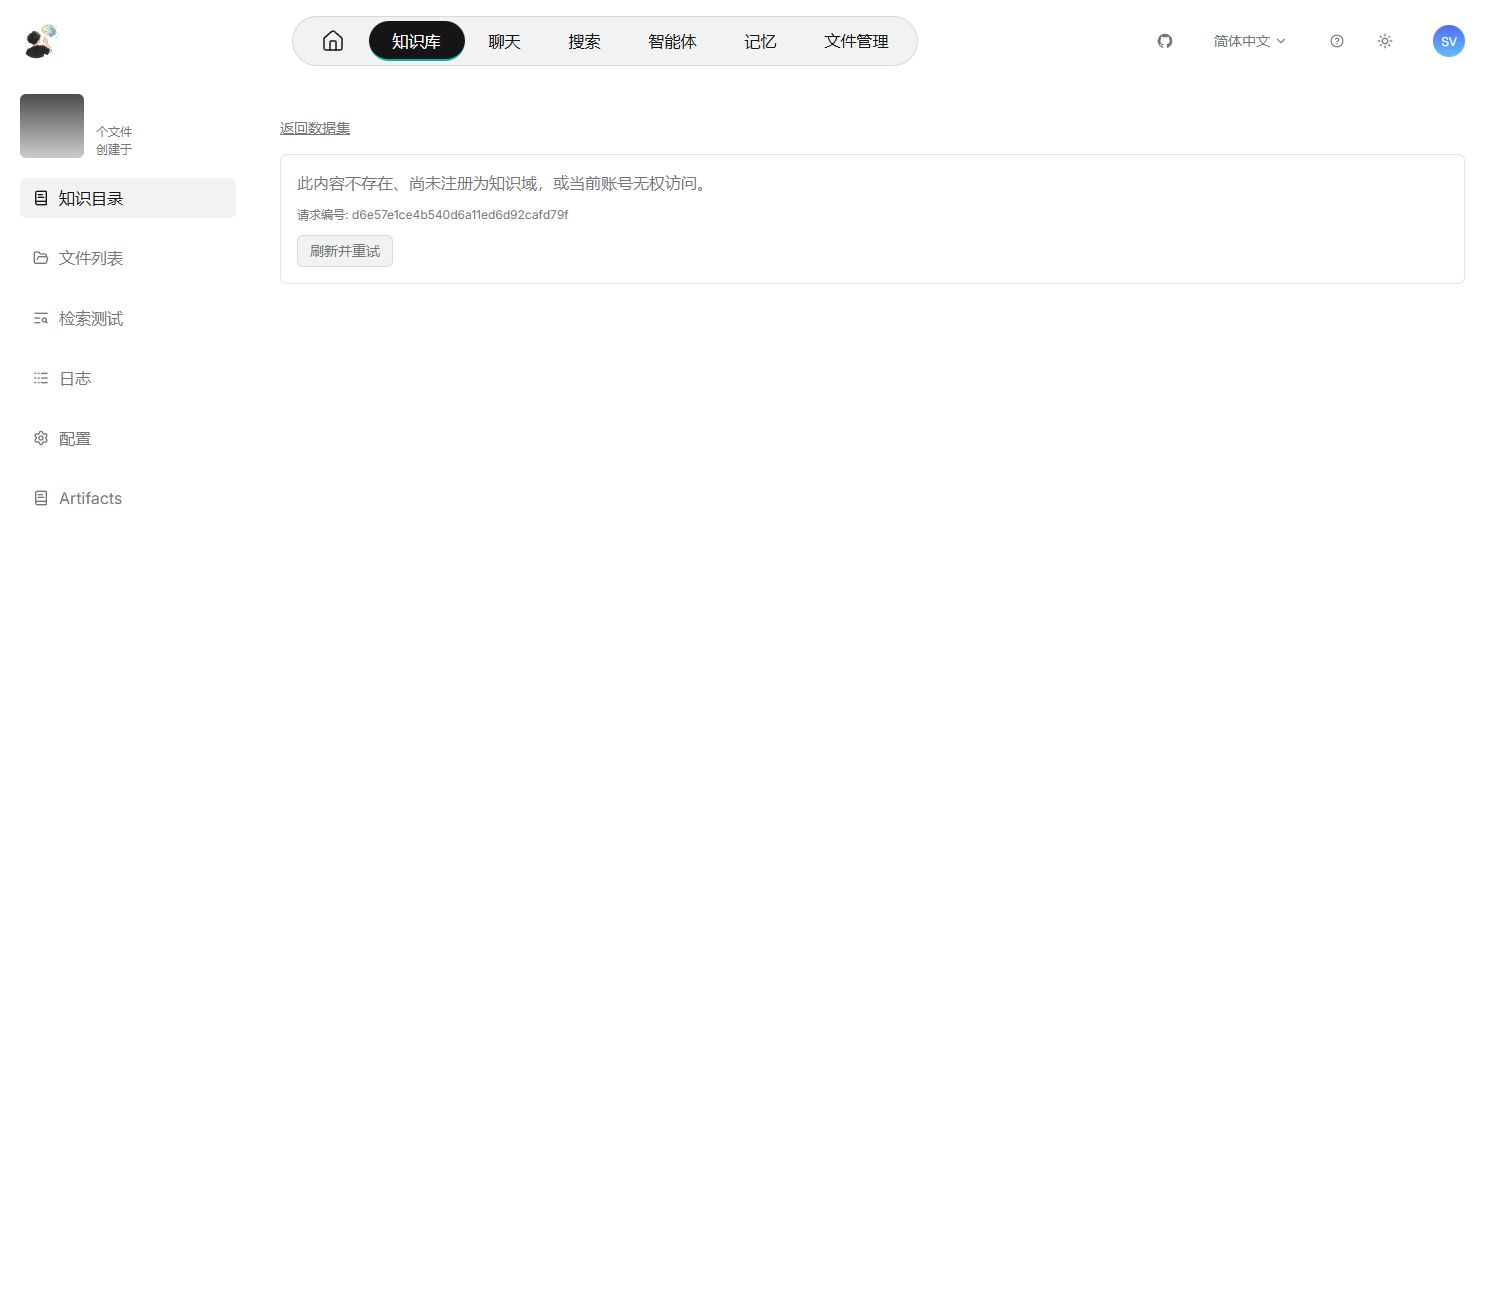 知识库
聊天
搜索
智能体
记忆
文件管理
简体中文
SV
个文件
创建于
知识目录
文件列表
检索测试
日志
配置
Artifacts
返回数据集
此内容不存在、尚未注册为知识域，或当前账号无权访问。
请求编号: d6e57e1ce4b540d6a11ed6d92cafd79f
刷新并重试